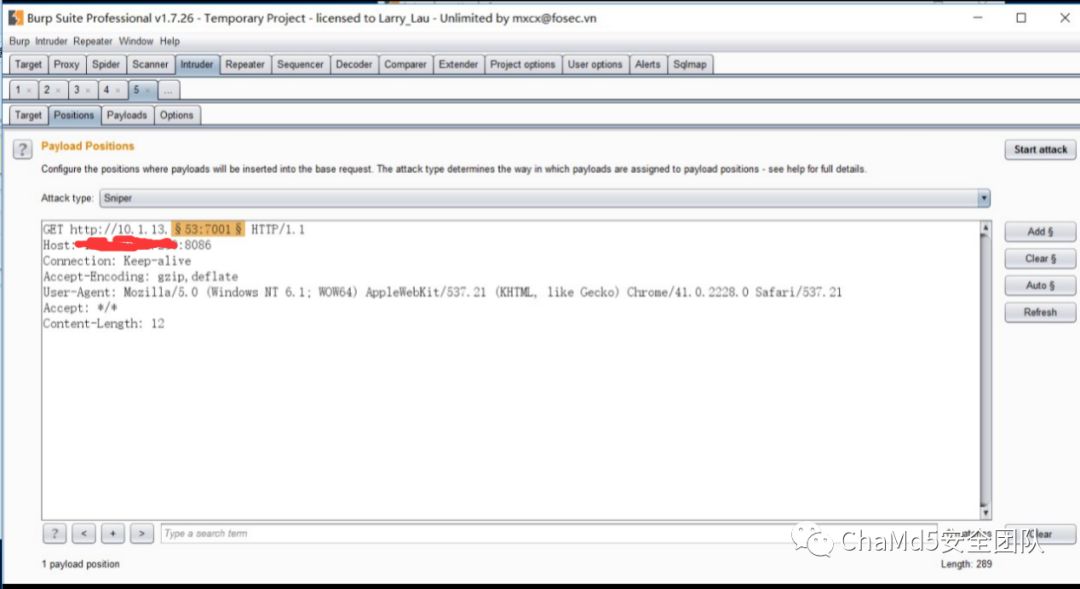 Burp Suite Professional v1.7.26 - Temporary Project - licensed to Larry_Lau - Unlimited by mxcx@fosec.vn
Burp Intruder Repeater Window Help
Target Proxy Spider Scanner Intruder Repeater Sequencer Decoder Comparer Extender Project options User options Alerts Sqlmap
1 × 2 × 3 × 4 × 5 × ...
Target Positions Payloads Options
? Payload Positions
Start attack
Configure the positions where payloads will be inserted into the base request. The attack type determines the way in which payloads are assigned to payload positions - see help for full details.
Attack type: Sniper
GET http://10.1.13.§53:7001§ HTTP/1.1
Add §
Host: :8086
Connection: Keep-alive
Clear §
Accept-Encoding: gzip,deflate
Auto §
User-Agent: Mozilla/5.0 (Windows NT 6.1; WOW64) AppleWebKit/537.21 (KHTML, like Gecko) Chrome/41.0.2228.0 Safari/537.21
Accept: */*
Refresh
Content-Length: 12
? < + > Type a search term
Clear
ChaMd5安全团队
1 payload position
Length: 289